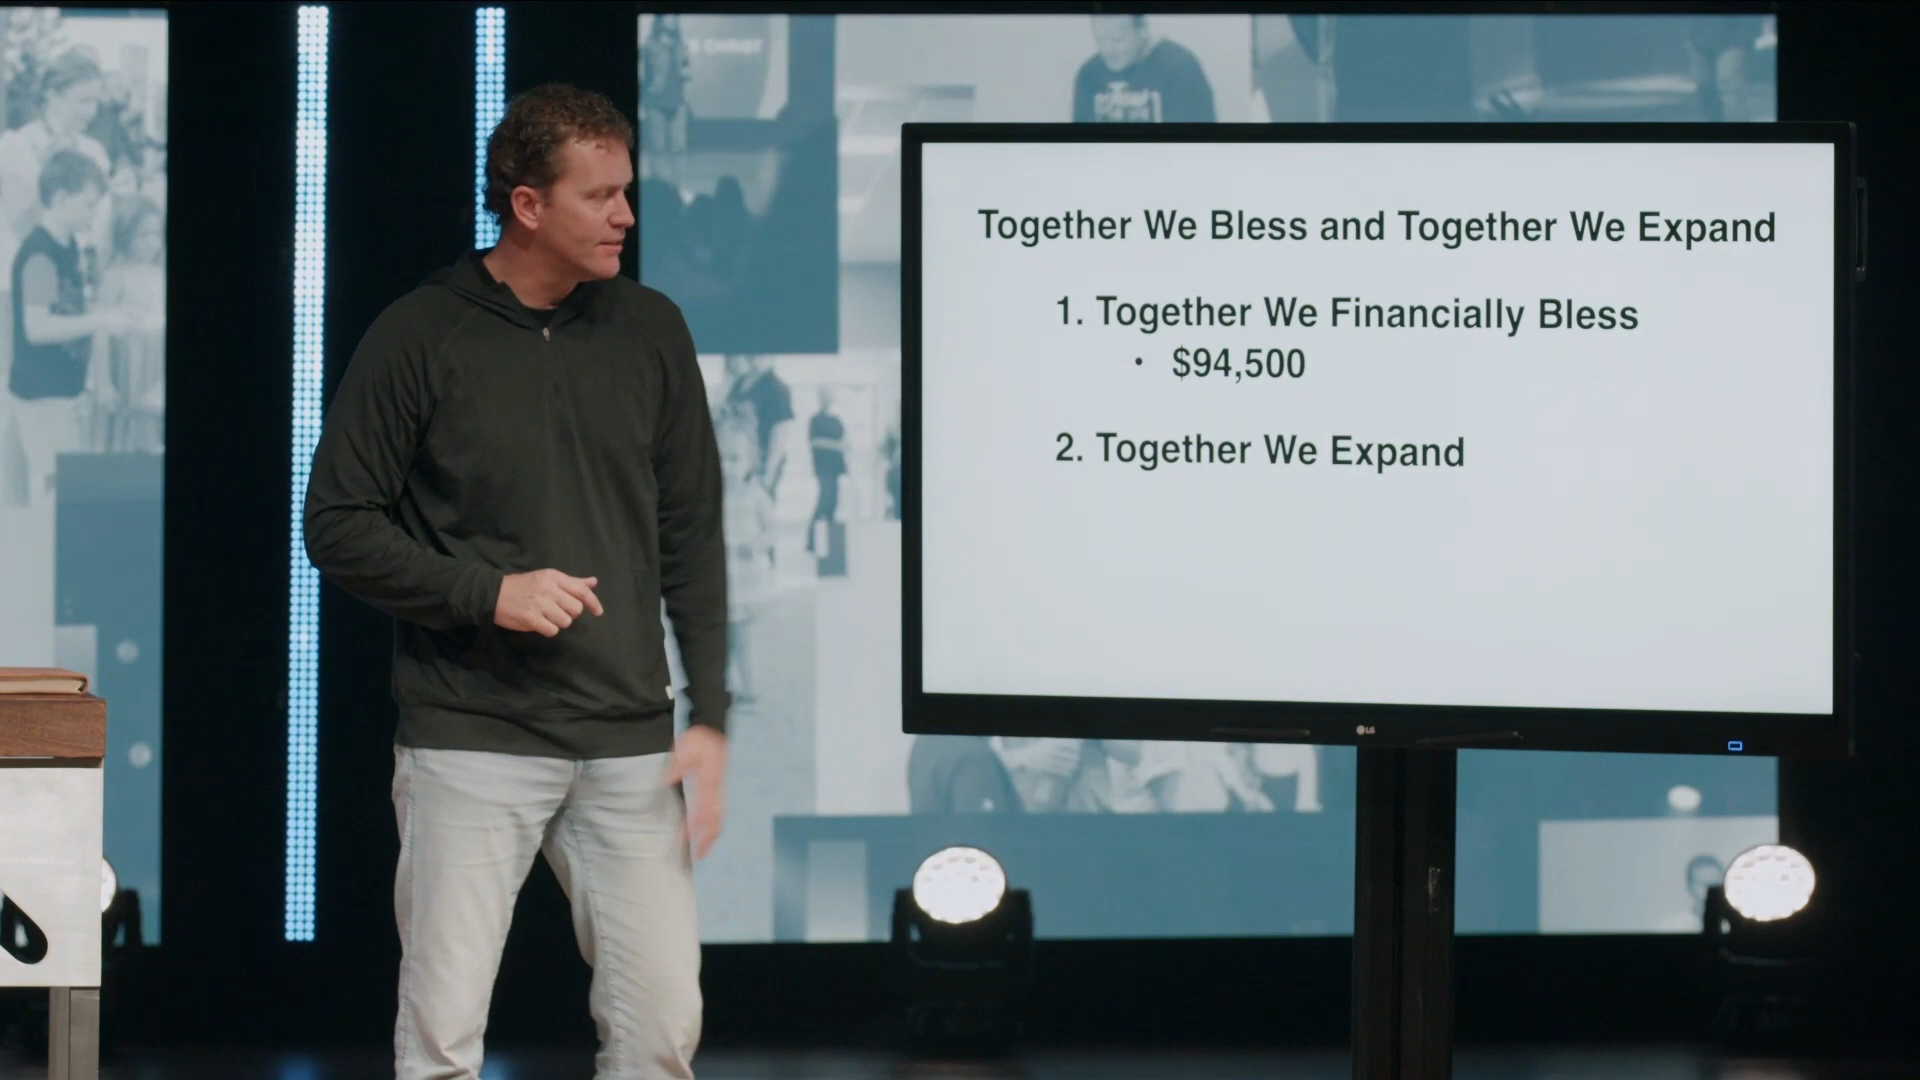 CHRIST
Together We Bless and Together We Expand
1. Together We Financially Bless
• $94,500
2. Together We Expand
LG